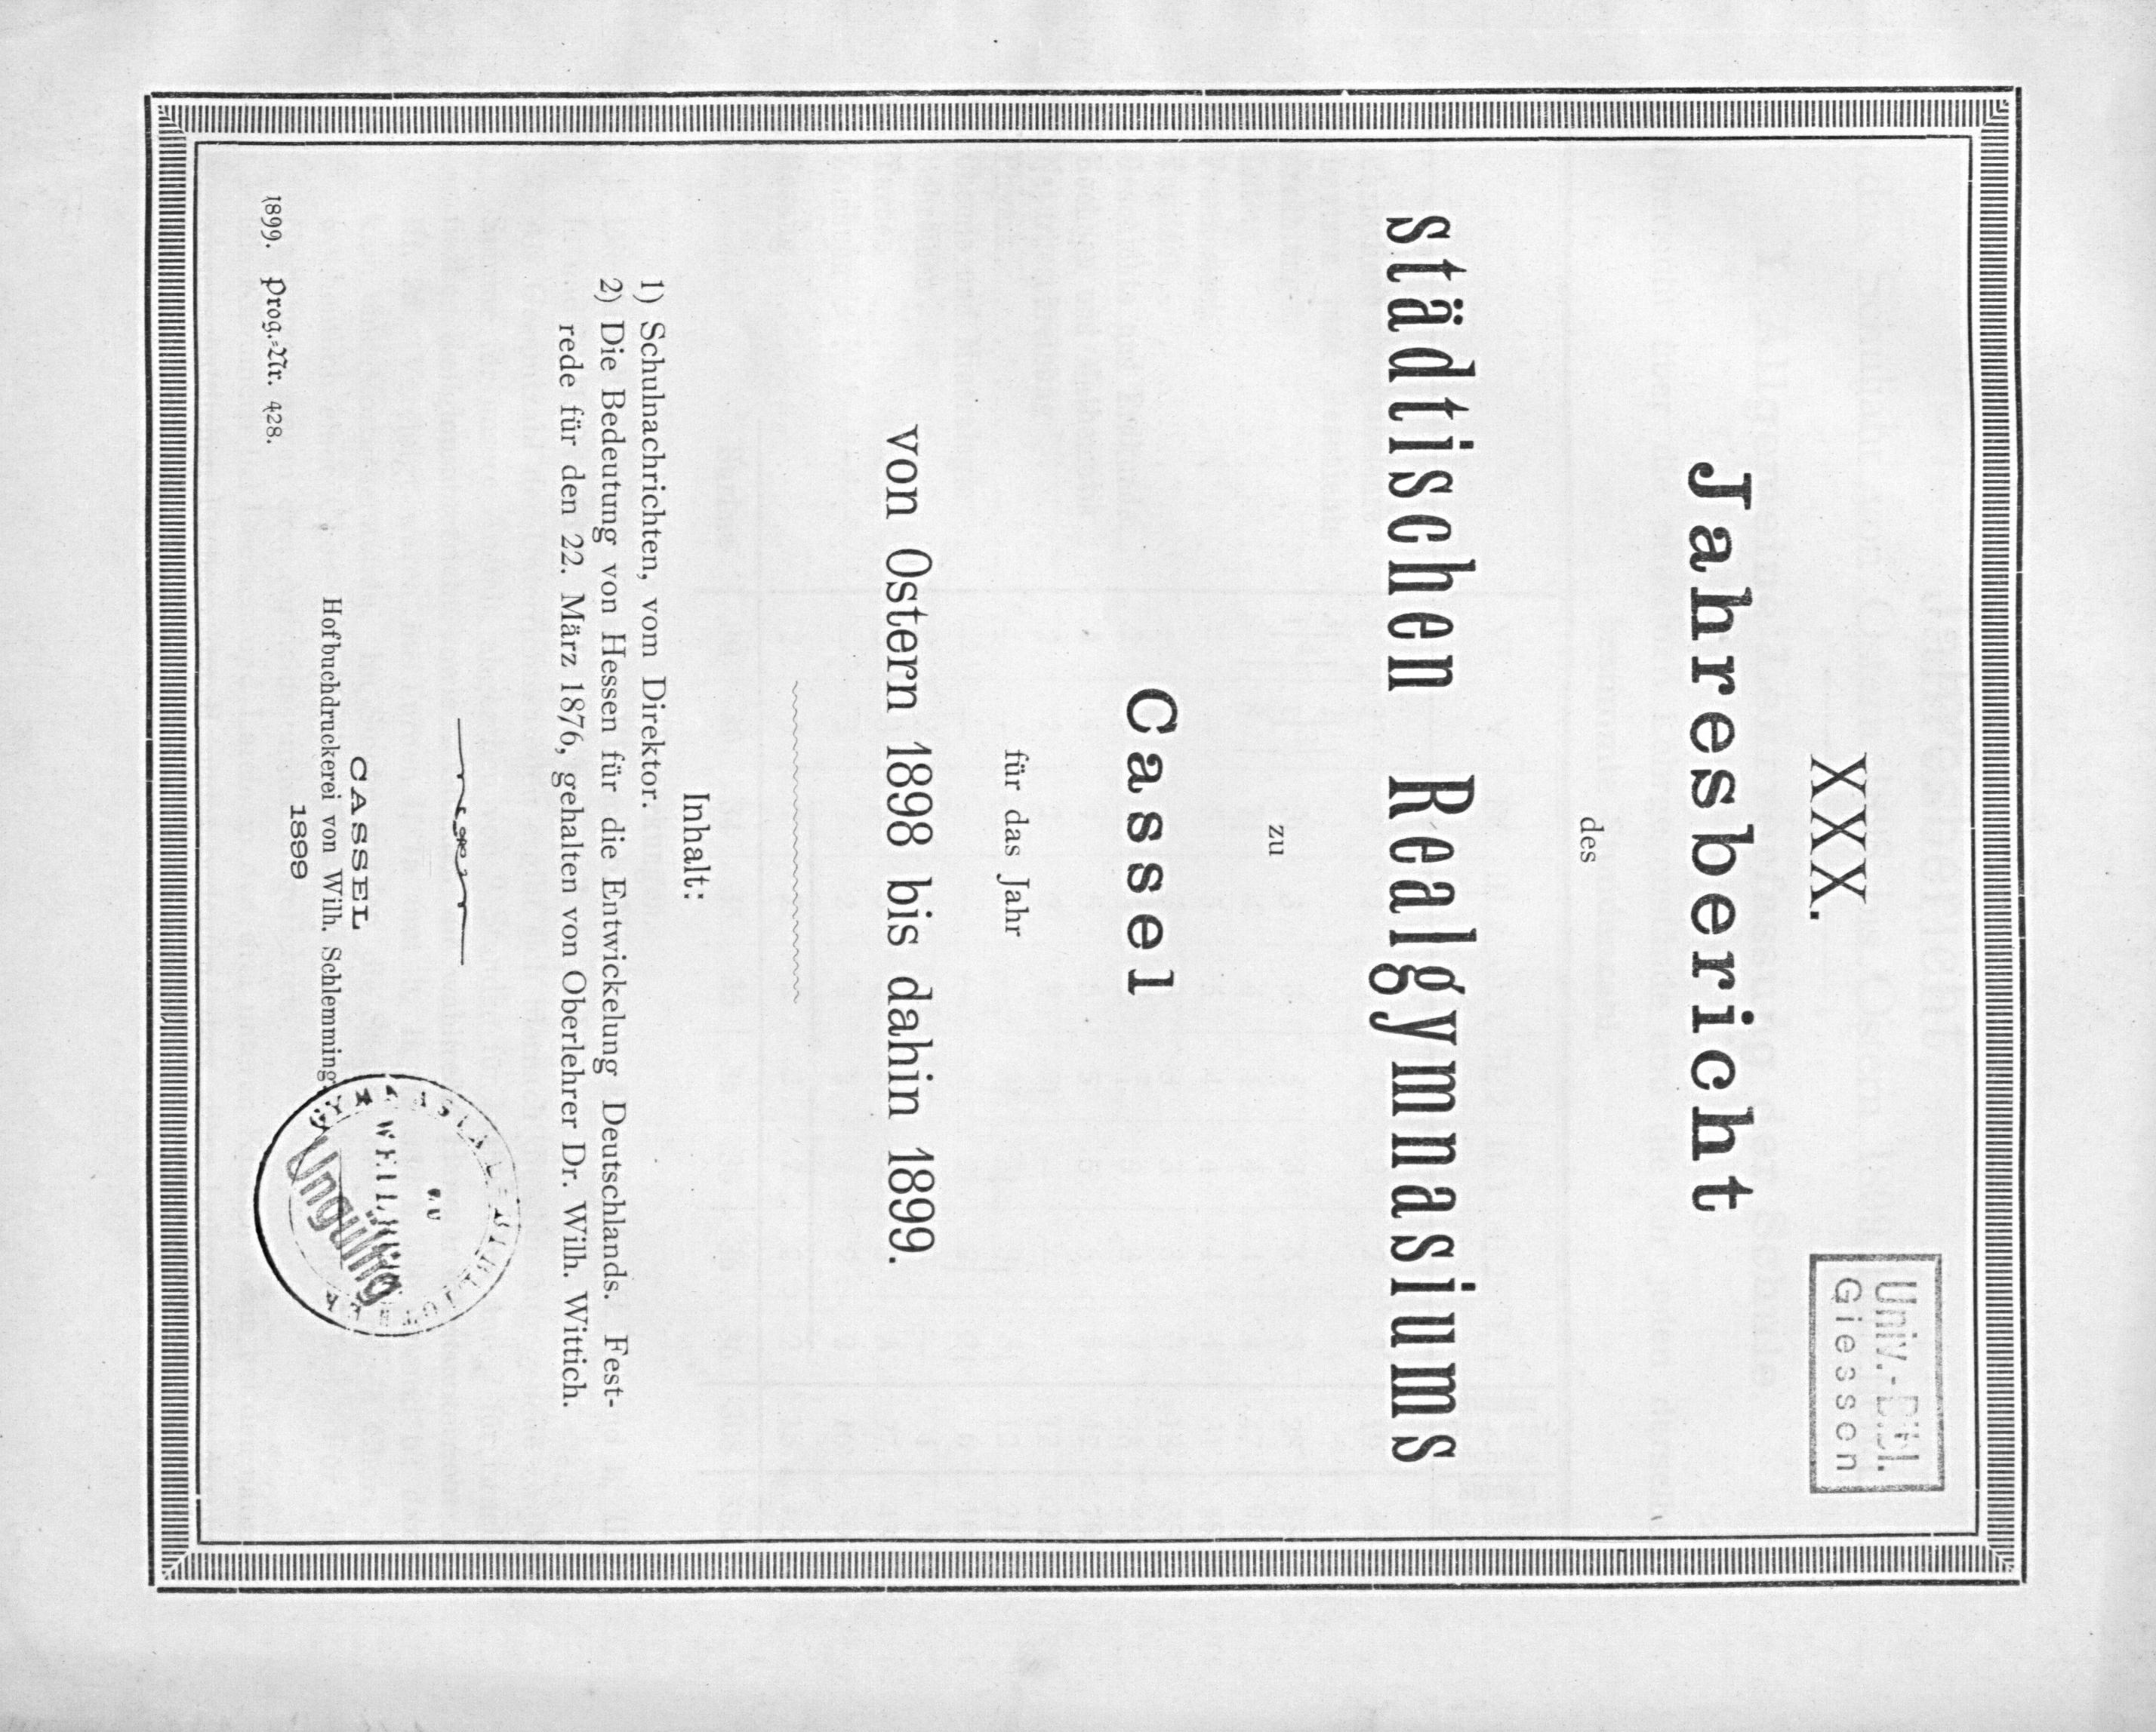 XXX.
Univ.-Bibl.
Giessen
Jahresbericht
des
städtischen Realgymnasiums
zu
Cassel
für das Jahr
von Ostern 1898 bis dahin 1899.
Inhalt:
1) Schulnachrichten, vom Direktor.
2) Die Bedeutung von Hessen für die Entwickelung Deutschlands. Fest-
rede für den 22. März 1876, gehalten von Oberlehrer Dr. Wilh. Wittich.
CASSEL
Hofbuchdruckerei von Wilh. Schlemming.
1899
1899. Prog.=Nr. 428.
ZU
WEILBURG
Ungültig